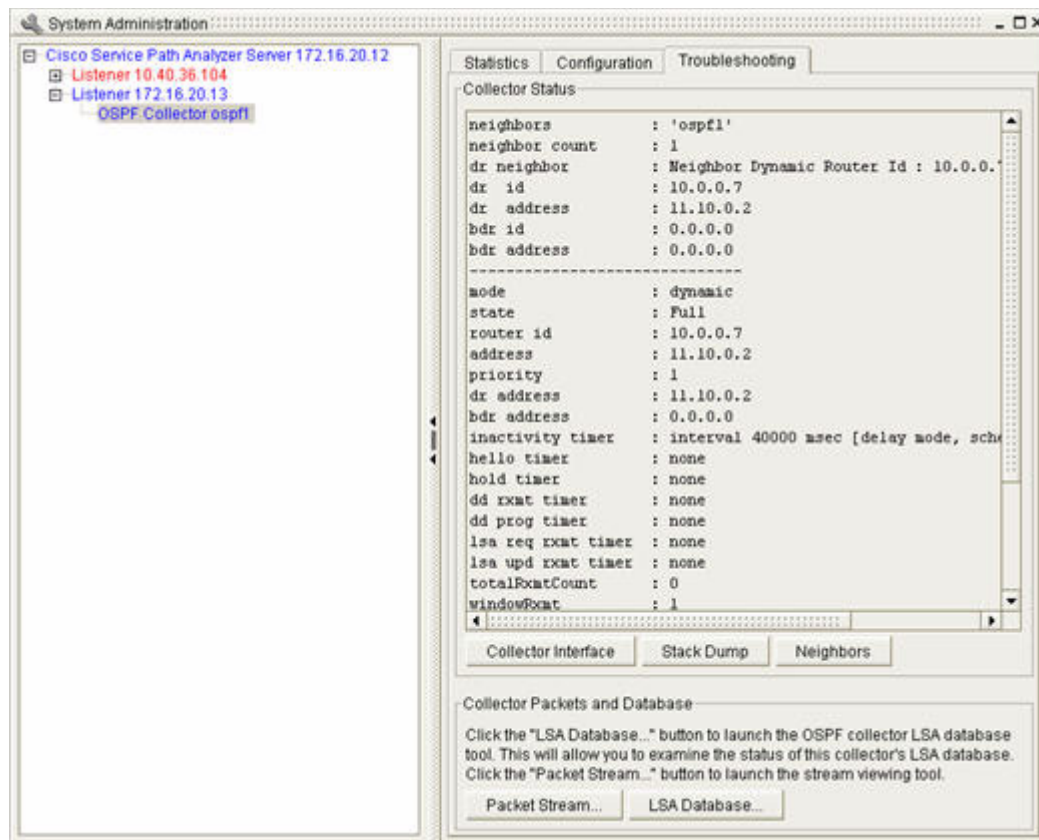 System Administration
Cisco Service Path Analyzer Server 172.16.20.12
Listener 10.40.36.104
Listener 172.16.20.13
OSPF Collector ospf1
Statistics Configuration Troubleshooting
Collector Status
neighbors : 'ospf1'
neighbor count : 1
dr neighbor : Neighbor Dynamic Router Id : 10.0.0.
dr id : 10.0.0.7
dr address : 11.10.0.2
bdr id : 0.0.0.0
bdr address : 0.0.0.0
-------------------------------
mode : dynamic
state : Full
router id : 10.0.0.7
address : 11.10.0.2
priority : 1
dr address : 11.10.0.2
bdr address : 0.0.0.0
inactivity timer : interval 40000 msec [delay mode, sche
hello timer : none
hold timer : none
dd rxmt timer : none
dd prog timer : none
lsa req rxmt timer : none
lsa upd rxmt timer : none
totalRxmtCount : 0
windowRxmt : 1
Collector Interface Stack Dump Neighbors
Collector Packets and Database
Click the "LSA Database..." button to launch the OSPF collector LSA database
tool. This will allow you to examine the status of this collector's LSA database.
Click the "Packet Stream..." button to launch the stream viewing tool.
Packet Stream... LSA Database...